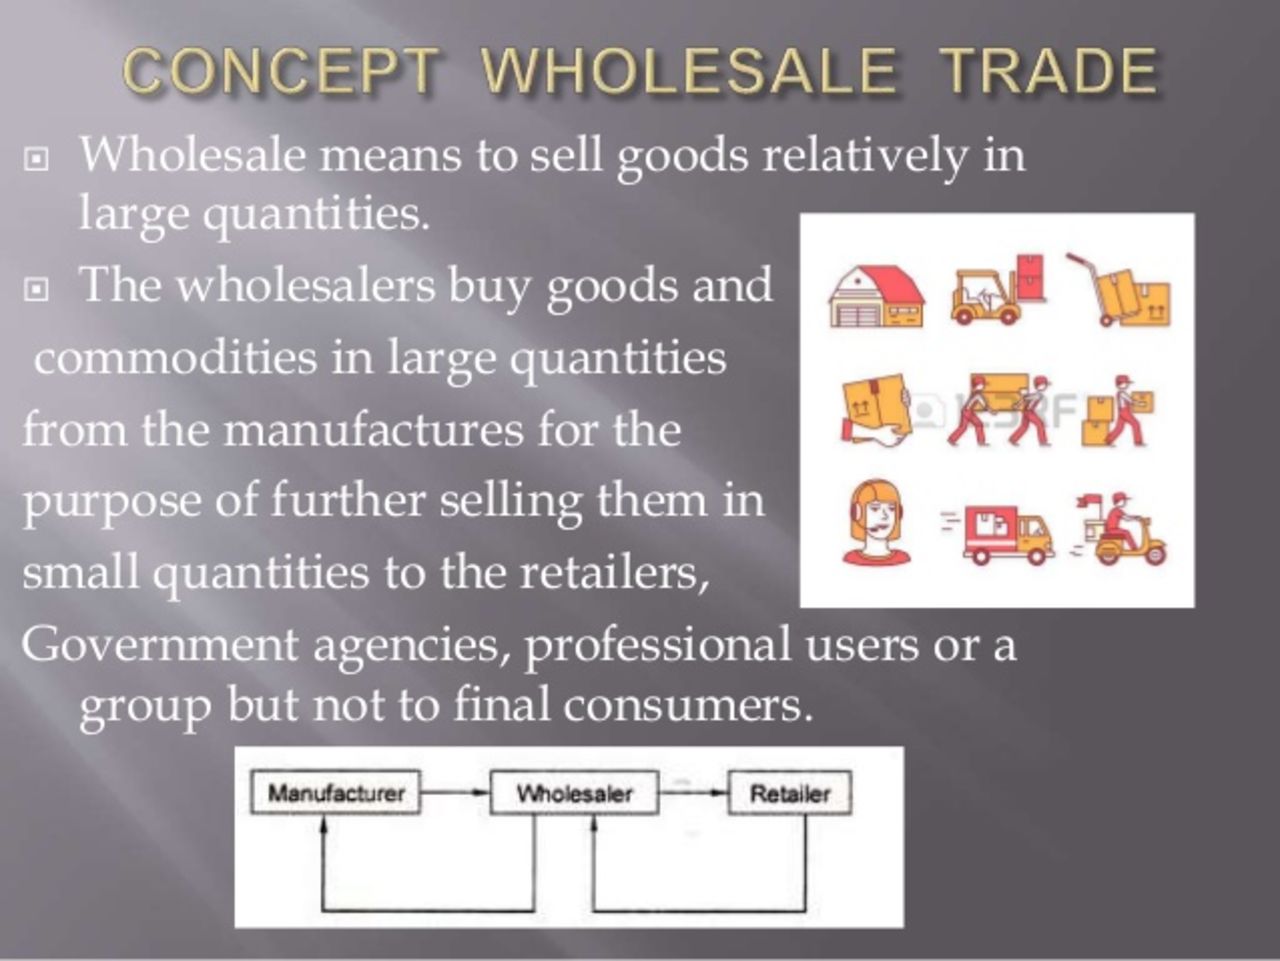 CONCEPT WHOLESALE TRADE
Wholesale means to sell goods relatively in
large quantities.
The wholesalers buy goods and
commodities in large quantities
from the manufactures for the
purpose of further selling them in
small quantities to the retailers,
Government agencies, professional users or a
group but not to final consumers.
Manufacturer
Wholesaler
Retailer